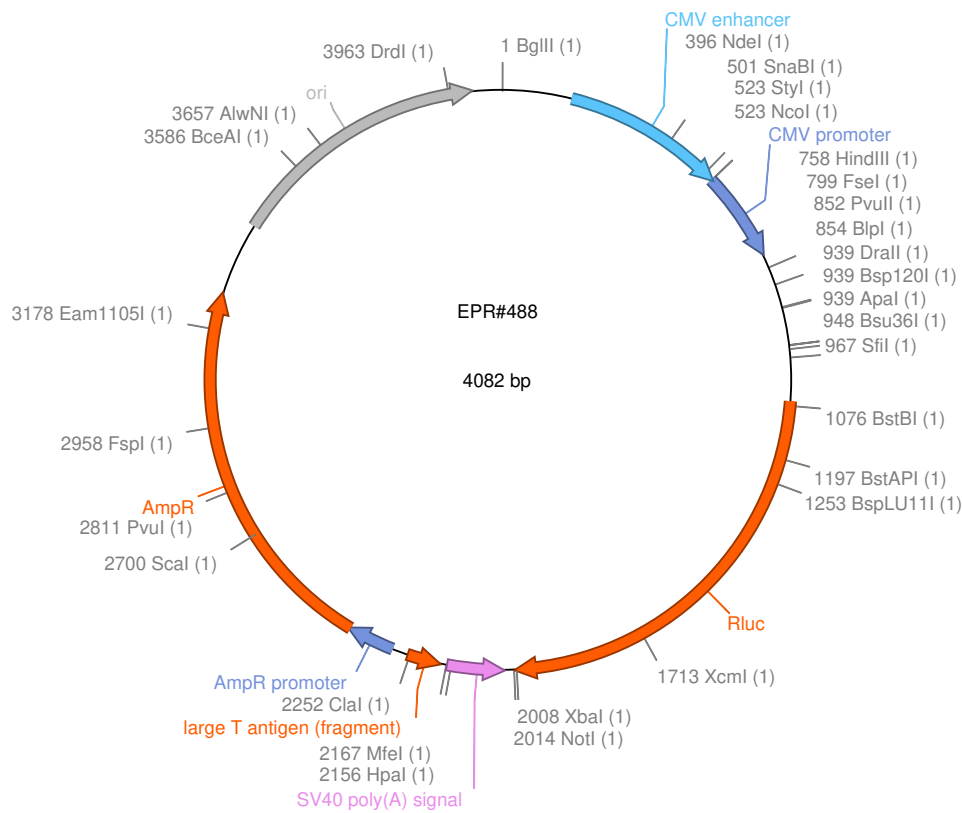 CMV enhancer
3963 DrdI (1)
1 BglII (1)
396 NdeI (1)
501 SnaBI (1)
523 StyI (1)
523 NcoI (1)
ori
3657 AlwNI (1)
3586 BceAI (1)
CMV promoter
758 HindIII (1)
799 FseI (1)
852 PvuII (1)
854 BlpI (1)
939 DraII (1)
939 Bsp120I (1)
939 ApaI (1)
948 Bsu36I (1)
967 SfiI (1)
3178 Eam1105I (1)
EPR#488
4082 bp
1076 BstBI (1)
2958 FspI (1)
1197 BstAPI (1)
1253 BspLU11I (1)
AmpR
2811 PvuI (1)
2700 ScaI (1)
Rluc
1713 XcmI (1)
AmpR promoter
2252 ClaI (1)
large T antigen (fragment)
2008 XbaI (1)
2014 NotI (1)
2167 MfeI (1)
2156 HpaI (1)
SV40 poly(A) signal